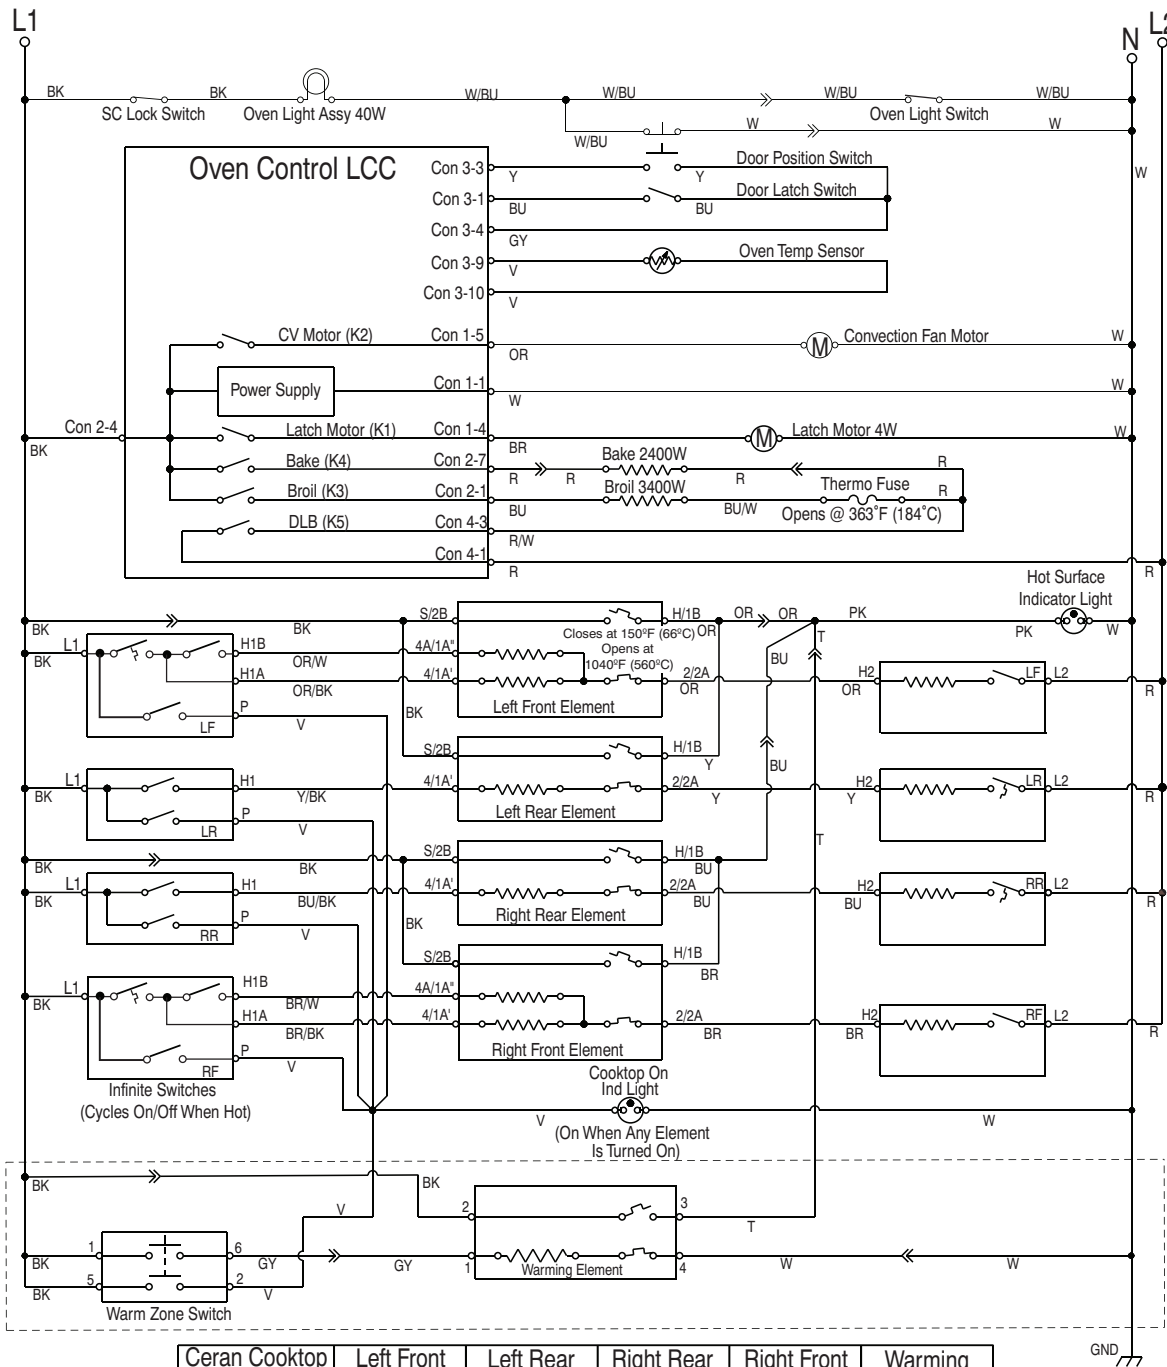 L1
N
L2
BK BK W/BU W/BU W/BU W/BU
SC Lock Switch Oven Light Assy 40W Oven Light Switch
W/BU W W
Oven Control LCC
W
Con 3-3 Y Y Door Position Switch
Con 3-1 BU BU Door Latch Switch
Con 3-4 GY
Con 3-9 V Oven Temp Sensor
Con 3-10 V
CV Motor (K2) Con 1-5 OR M Convection Fan Motor W
Power Supply Con 1-1 W W
Con 2-4 BK
Latch Motor (K1) Con 1-4 BR M Latch Motor 4W W
Bake (K4) Con 2-7 R R Bake 2400W R R
Broil (K3) Con 2-1 BU Broil 3400W BU/W Thermo Fuse R
Opens @ 363˚F (184˚C)
DLB (K5) Con 4-3 R/W
Con 4-1 R R
Hot Surface
Indicator Light
BK BK S/2B H/1B OR OR OR PK PK W
Closes at 150ºF (66ºC)
Opens at
1040ºF (560ºC)
L1 BK H1B OR/W 4A/1A" BU T
H1A OR/BK 4/1A' 2/2A OR H2 OR LF L2 R
Left Front Element
P V LF BK
S/2B H/1B Y BU
L1 BK H1 Y/BK 4/1A' 2/2A Y H2 Y LR L2 R
Left Rear Element
P V LR T
BK BK S/2B H/1B BU
L1 BK H1 BU/BK 4/1A' 2/2A BU H2 BU RR L2 R
Right Rear Element
P V RR BK
S/2B H/1B BR
L1 BK H1B BR/W 4A/1A"
H1A BR/BK 4/1A' 2/2A BR H2 BR RF L2 R
Right Front Element
P V RF
Infinite Switches
(Cycles On/Off When Hot)
Cooktop On
Ind Light
V W
(On When Any Element
Is Turned On)
BK BK
V 2 3 T
1 6 BK GY GY 1 4 W W
Warming Element
5 2 BK V
Warm Zone Switch
GND
Ceran Cooktop Left Front Left Rear Right Rear Right Front Warming